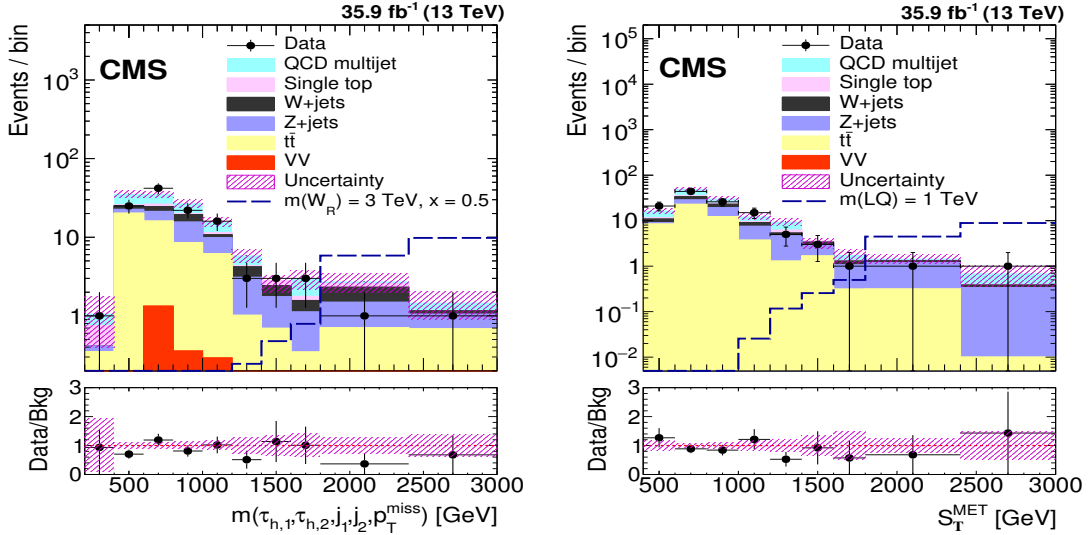 35.9 fb⁻¹ (13 TeV)
CMS
Data
QCD multijet
Single top
W+jets
Z+jets
tt̄
VV
Uncertainty
m(W_R) = 3 TeV, x = 0.5
Events / bin
10³
10²
10
1
Data/Bkg
3
2
1
0
500 1000 1500 2000 2500 3000
m(τ_h,1,τ_h,2,j_1,j_2,p_T^miss) [GeV]
35.9 fb⁻¹ (13 TeV)
CMS
Data
QCD multijet
Single top
W+jets
Z+jets
tt̄
VV
Uncertainty
m(LQ) = 1 TeV
Events / bin
10⁵
10⁴
10³
10²
10
1
10⁻¹
10⁻²
Data/Bkg
3
2
1
0
500 1000 1500 2000 2500 3000
S_T^MET [GeV]